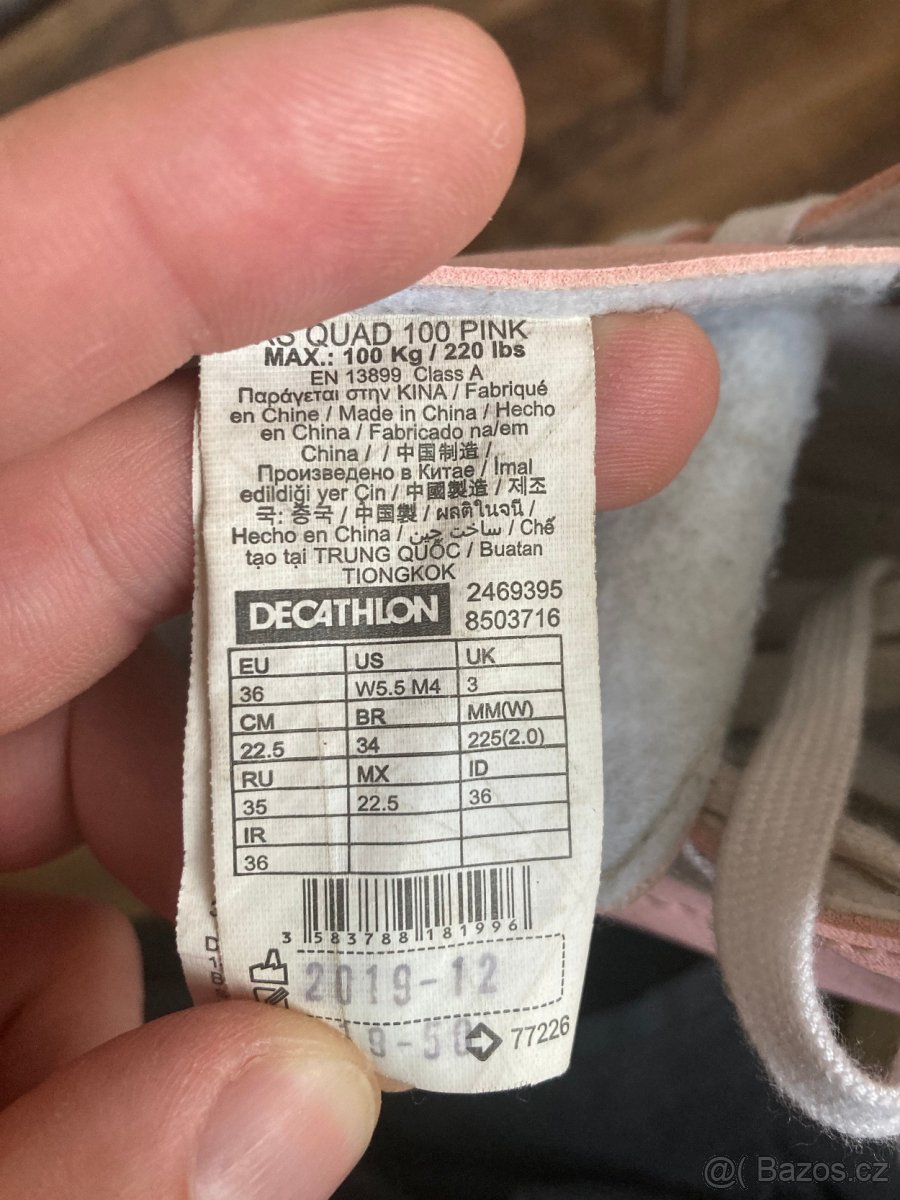 QUAD 100 PINK
MAX.: 100 Kg / 220 lbs
EN 13899 Class A
Παράγεται στην KINA / Fabriqué
en Chine / Made in China / Hecho
en China / Fabricado na/em
China / / 中国制造 /
Произведено в Китае / Imal
edildiği yer Çin / 中國製造 / 제조
국: 중국 / 中国製 / ผลิตในจีน /
Hecho en China / ساخت چین / Chế
tạo tại TRUNG QUỐC / Buatan
TIONGKOK
DECATHLON
2469395
8503716
EU US UK
36 W5.5 M4 3
CM BR MM(W)
22.5 34 225(2.0)
RU MX ID
35 22.5 36
IR
36
3 583788 181996
2019-12
77226
@( Bazos.cz